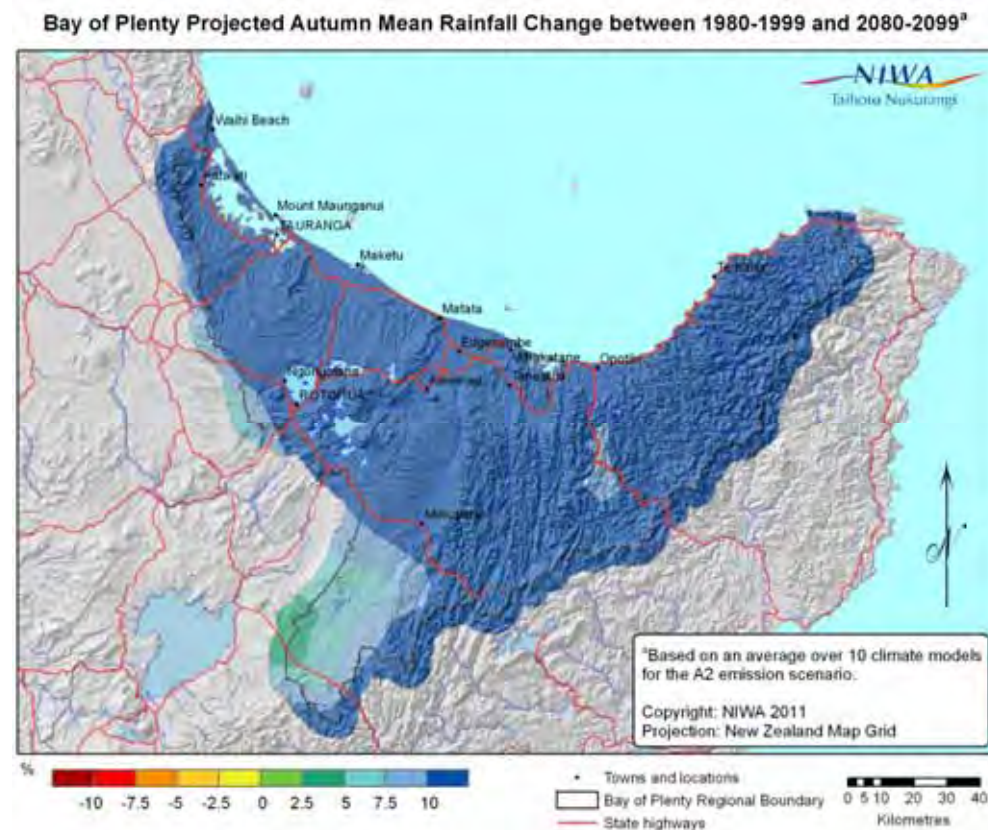 Bay of Plenty Projected Autumn Mean Rainfall Change between 1980-1999 and 2080-2099ª
NIWA
Taihoro Nukurangi
Waihi Beach
Mount Maunganui
TAURANGA
Maketu
Matata
Edgecumbe
Whakatane
Opotiki
Ngongotaha
ROTORUA
ªBased on an average over 10 climate models
for the A2 emission scenario.
Copyright: NIWA 2011
Projection: New Zealand Map Grid
%
-10 -7.5 -5 -2.5 0 2.5 5 7.5 10
Towns and locations
Bay of Plenty Regional Boundary
State highways
0 5 10 20 30 40
Kilometres